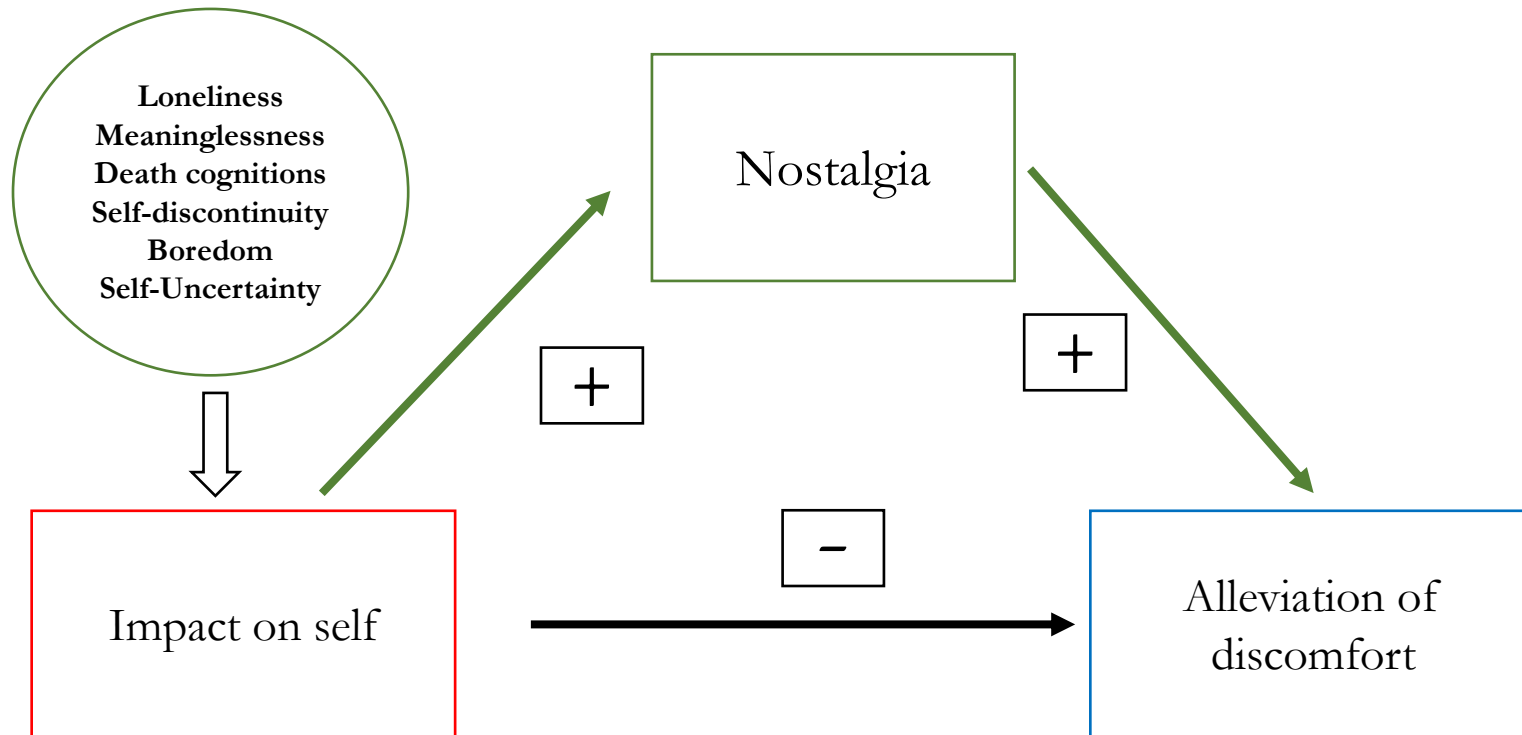 Loneliness
Meaninglessness
Death cognitions
Self-discontinuity
Boredom
Self-Uncertainty
Nostalgia
+
+
−
Impact on self
Alleviation of
discomfort